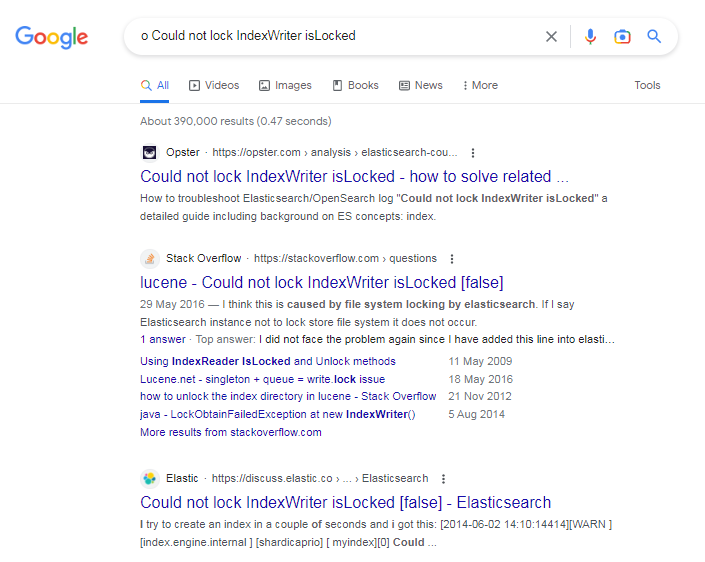 Google
o Could not lock IndexWriter isLocked
All Videos Images Books News More Tools
About 390,000 results (0.47 seconds)
Opster · https://opster.com › analysis › elasticsearch-cou...
Could not lock IndexWriter isLocked - how to solve related ...
How to troubleshoot Elasticsearch/OpenSearch log "Could not lock IndexWriter isLocked" a
detailed guide including background on ES concepts: index.
Stack Overflow · https://stackoverflow.com › questions
lucene - Could not lock IndexWriter isLocked [false]
29 May 2016 — I think this is caused by file system locking by elasticsearch. If I say
Elasticsearch instance not to lock store file system it does not occur.
1 answer · Top answer: I did not face the problem again since I have added this line into elasti...
Using IndexReader IsLocked and Unlock methods 11 May 2009
Lucene.net - singleton + queue = write.lock issue 18 May 2016
how to unlock the index directory in lucene - Stack Overflow 21 Nov 2012
java - LockObtainFailedException at new IndexWriter() 5 Aug 2014
More results from stackoverflow.com
Elastic · https://discuss.elastic.co › ... › Elasticsearch
Could not lock IndexWriter isLocked [false] - Elasticsearch
I try to create an index in a couple of seconds and i got this: [2014-06-02 14:10:14414][WARN ]
[index.engine.internal ] [shardicaprio] [ myindex][0] Could ...